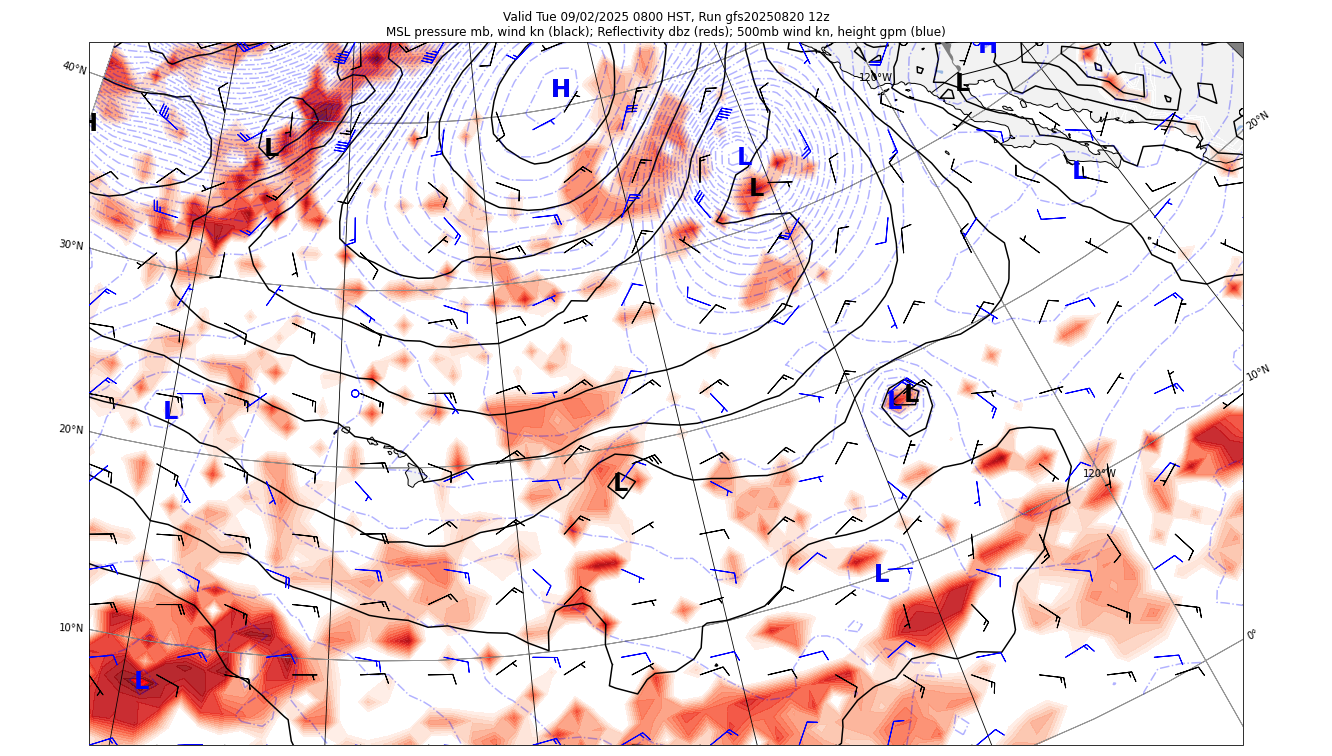 Valid Tue 09/02/2025 0800 HST, Run gfs20250820 12z
MSL pressure mb, wind kn (black); Reflectivity dbz (reds); 500mb wind kn, height gpm (blue)
H
40°N
120°W
L
H
20°N
H
L
L
L
L
30°N
10°N
L
L
L
20°N
120°W
L
L
10°N
0°
L